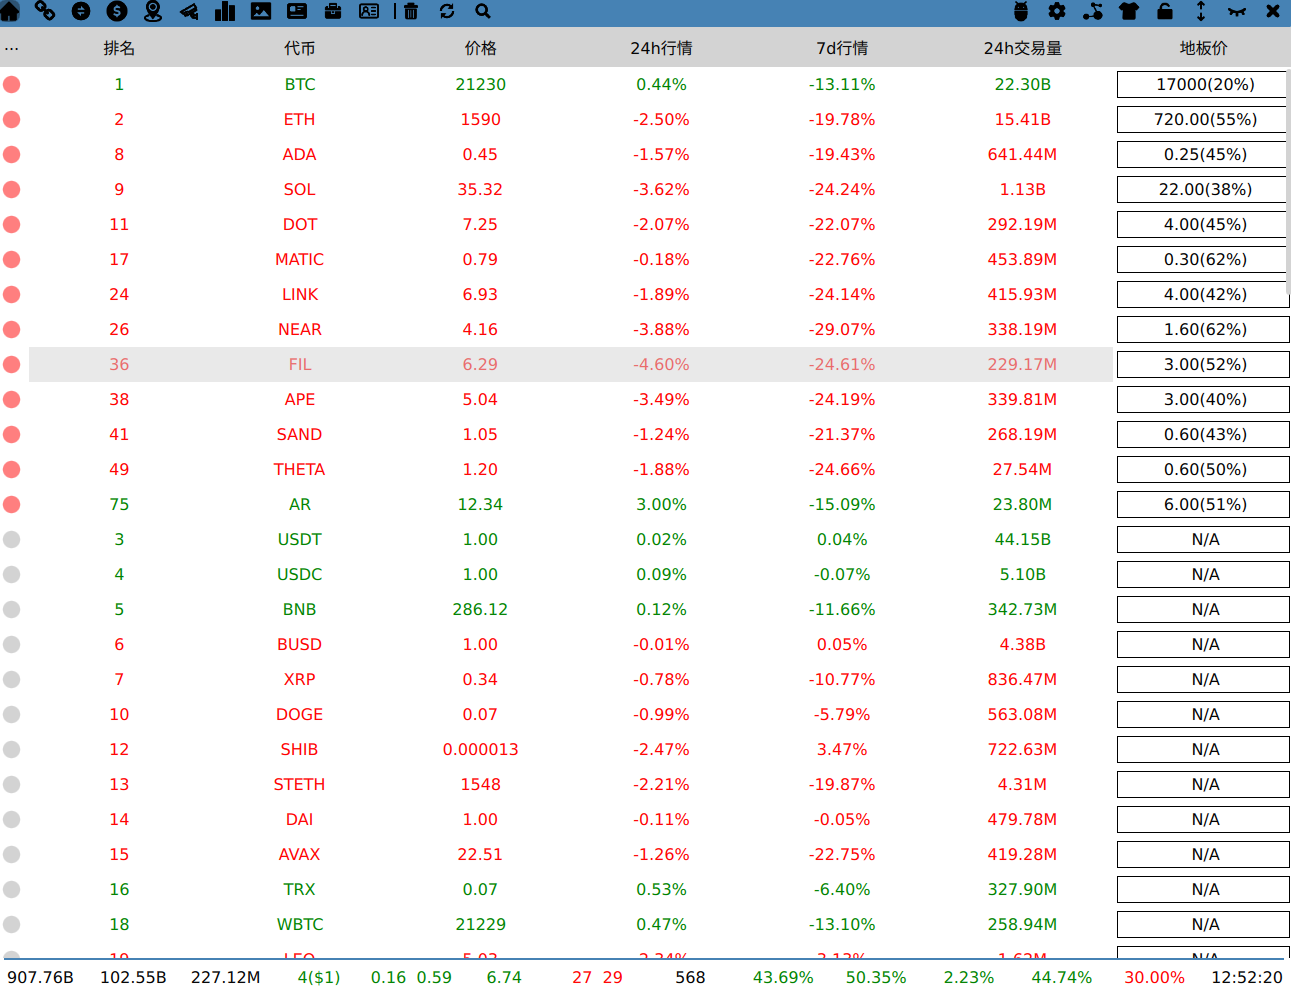 ... 排名 代币 价格 24h行情 7d行情 24h交易量 地板价
1 BTC 21230 0.44% -13.11% 22.30B 17000(20%)
2 ETH 1590 -2.50% -19.78% 15.41B 720.00(55%)
8 ADA 0.45 -1.57% -19.43% 641.44M 0.25(45%)
9 SOL 35.32 -3.62% -24.24% 1.13B 22.00(38%)
11 DOT 7.25 -2.07% -22.07% 292.19M 4.00(45%)
17 MATIC 0.79 -0.18% -22.76% 453.89M 0.30(62%)
24 LINK 6.93 -1.89% -24.14% 415.93M 4.00(42%)
26 NEAR 4.16 -3.88% -29.07% 338.19M 1.60(62%)
36 FIL 6.29 -4.60% -24.61% 229.17M 3.00(52%)
38 APE 5.04 -3.49% -24.19% 339.81M 3.00(40%)
41 SAND 1.05 -1.24% -21.37% 268.19M 0.60(43%)
49 THETA 1.20 -1.88% -24.66% 27.54M 0.60(50%)
75 AR 12.34 3.00% -15.09% 23.80M 6.00(51%)
3 USDT 1.00 0.02% 0.04% 44.15B N/A
4 USDC 1.00 0.09% -0.07% 5.10B N/A
5 BNB 286.12 0.12% -11.66% 342.73M N/A
6 BUSD 1.00 -0.01% 0.05% 4.38B N/A
7 XRP 0.34 -0.78% -10.77% 836.47M N/A
10 DOGE 0.07 -0.99% -5.79% 563.08M N/A
12 SHIB 0.000013 -2.47% 3.47% 722.63M N/A
13 STETH 1548 -2.21% -19.87% 4.31M N/A
14 DAI 1.00 -0.11% -0.05% 479.78M N/A
15 AVAX 22.51 -1.26% -22.75% 419.28M N/A
16 TRX 0.07 0.53% -6.40% 327.90M N/A
18 WBTC 21229 0.47% -13.10% 258.94M N/A
907.76B 102.55B 227.12M 4($1) 0.16 0.59 6.74 27 29 568 43.69% 50.35% 2.23% 44.74% 30.00% 12:52:20